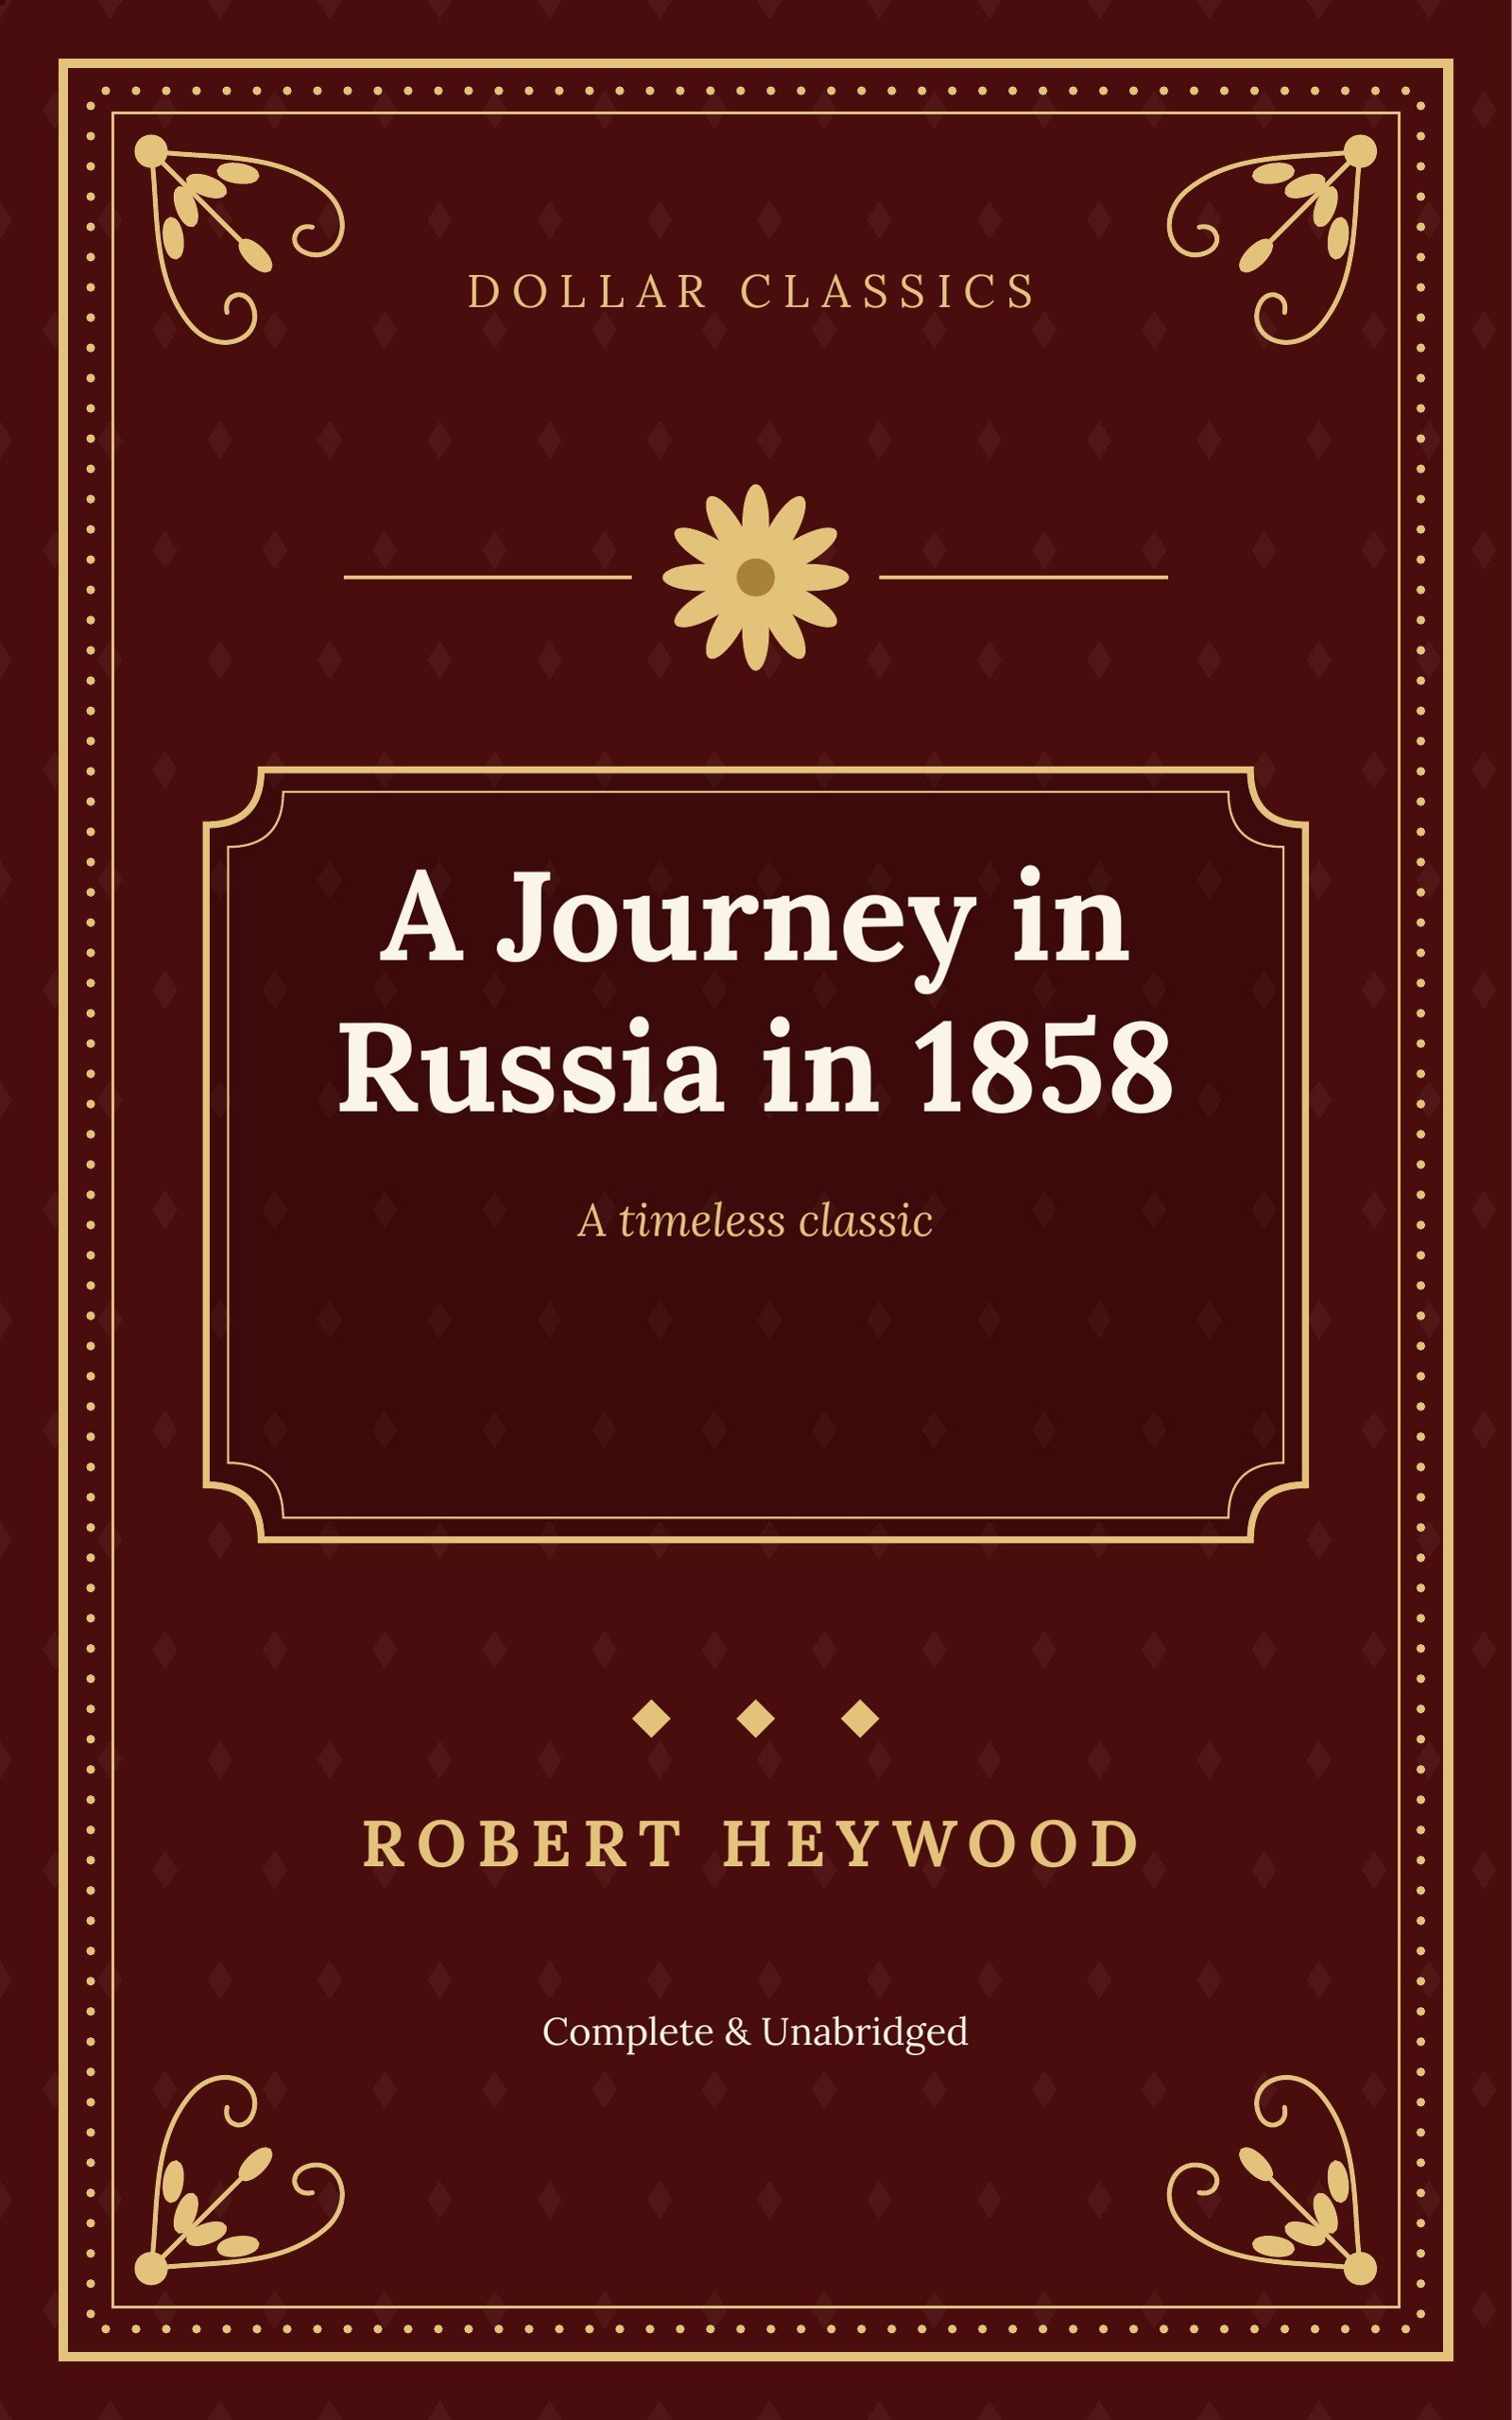 DOLLAR CLASSICS
A Journey in
Russia in 1858
A timeless classic
ROBERT HEYWOOD
Complete & Unabridged